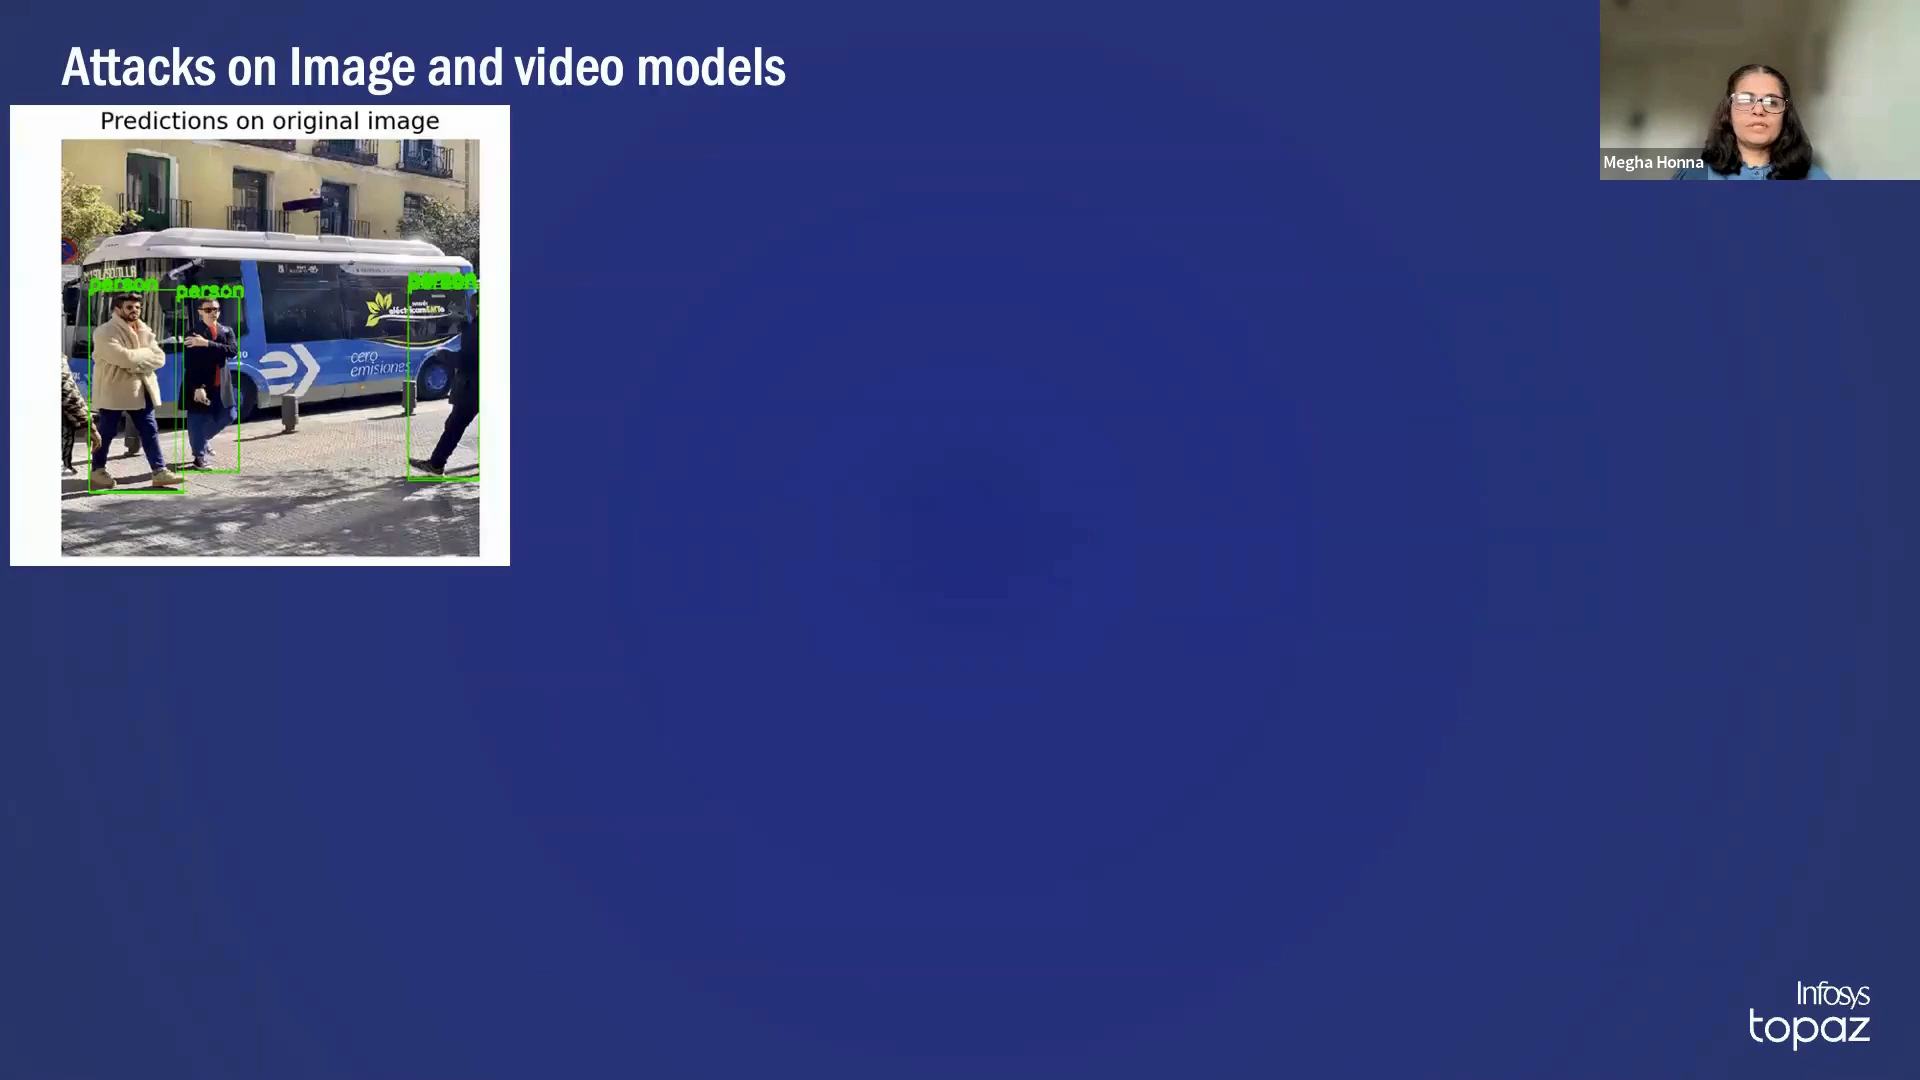 Attacks on Image and video models
Predictions on original image
person
person
person
cero
emisiones
Megha Honna
Infosys
topaz